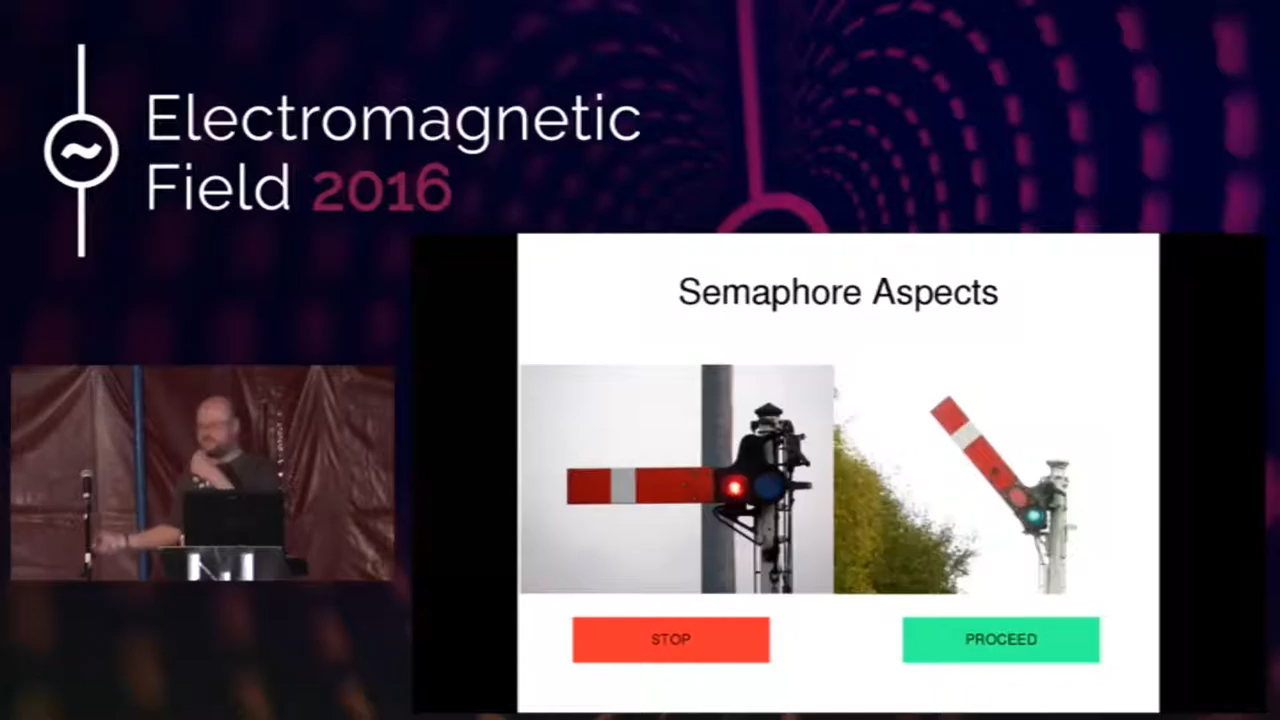 Electromagnetic
Field 2016
Semaphore Aspects
STOP
PROCEED